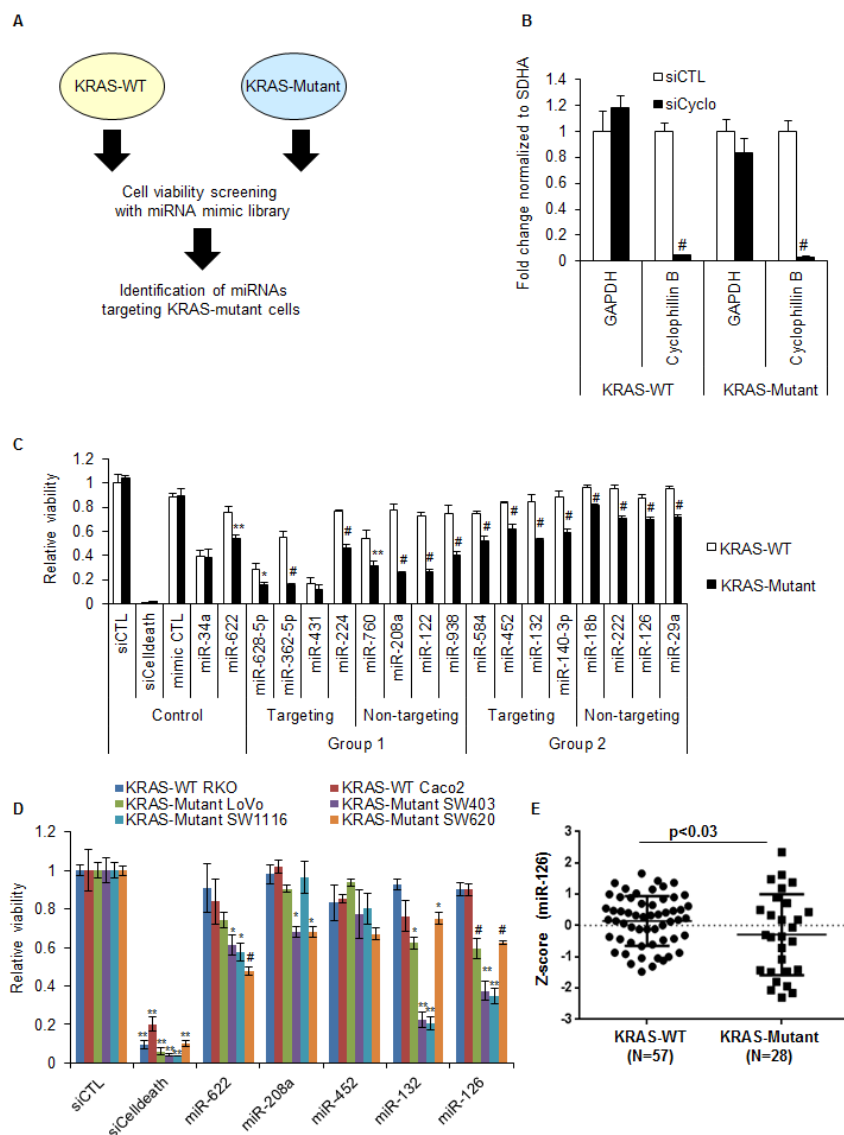 A
KRAS-WT
KRAS-Mutant
Cell viability screening
with miRNA mimic library
Identification of miRNAs
targeting KRAS-mutant cells
B
Fold change normalized to SDHA
1.4
1.2
1
0.8
0.6
0.4
0.2
0
siCTL
siCyclo
#
#
GAPDH
Cyclophillin B
GAPDH
Cyclophillin B
KRAS-WT
KRAS-Mutant
C
Relative viability
1.2
1
0.8
0.6
0.4
0.2
0
**
*
#
#
**
#
#
#
#
#
#
#
#
#
#
#
KRAS-WT
KRAS-Mutant
siCTL
siCelldeath
mimic CTL
miR-34a
miR-622
miR-628-5p
miR-362-5p
miR-431
miR-224
miR-760
miR-208a
miR-122
miR-938
miR-584
miR-452
miR-132
miR-140-3p
miR-18b
miR-222
miR-126
miR-29a
Control
Targeting
Non-targeting
Targeting
Non-targeting
Group 1
Group 2
D
KRAS-WT RKO
KRAS-WT Caco2
KRAS-Mutant LoVo
KRAS-Mutant SW403
KRAS-Mutant SW1116
KRAS-Mutant SW620
Relative viability
1.2
1
0.8
0.6
0.4
0.2
0
**
**
**
**
**
**
*
*
#
*
*
*
**
**
*
#
**
**
#
siCTL
siCelldeath
miR-622
miR-208a
miR-452
miR-132
miR-126
E
p<0.03
Z-score (miR-126)
3
2
1
0
-1
-2
-3
KRAS-WT
(N=57)
KRAS-Mutant
(N=28)